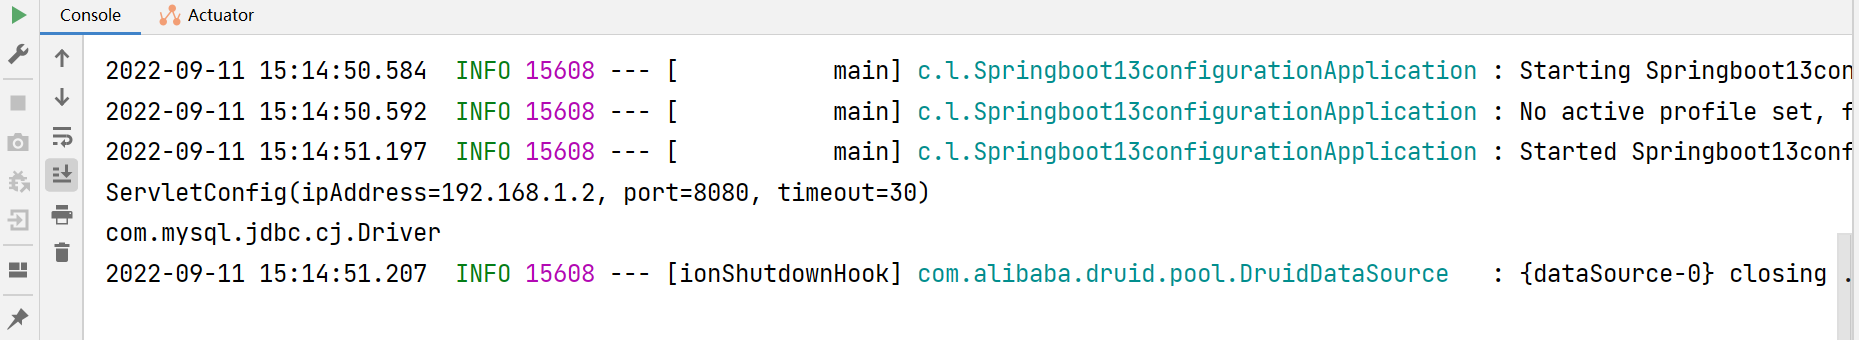 Console Actuator
2022-09-11 15:14:50.584  INFO 15608 --- [           main] c.l.Springboot13configurationApplication : Starting Springboot13con
2022-09-11 15:14:50.592  INFO 15608 --- [           main] c.l.Springboot13configurationApplication : No active profile set, f
2022-09-11 15:14:51.197  INFO 15608 --- [           main] c.l.Springboot13configurationApplication : Started Springboot13conf
ServletConfig(ipAddress=192.168.1.2, port=8080, timeout=30)
com.mysql.jdbc.cj.Driver
2022-09-11 15:14:51.207  INFO 15608 --- [ionShutdownHook] com.alibaba.druid.pool.DruidDataSource   : {dataSource-0} closing .